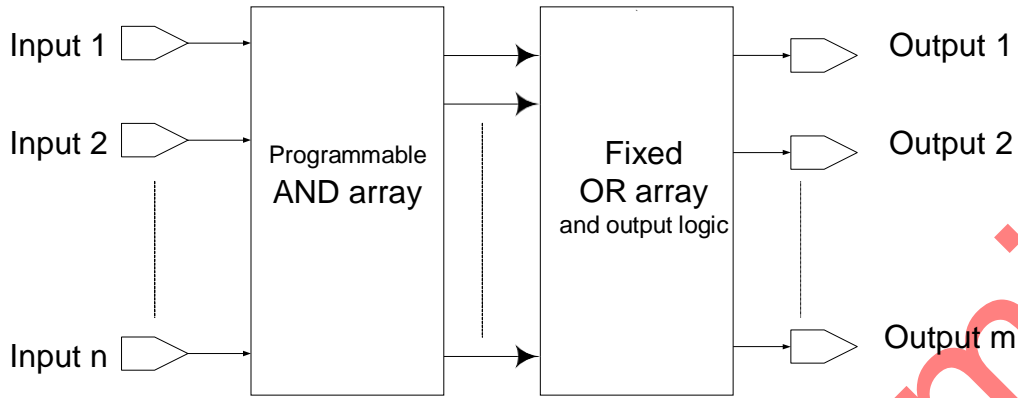 Input 1
Input 2
Input n
Programmable
AND array
Fixed
OR array
and output logic
Output 1
Output 2
Output m